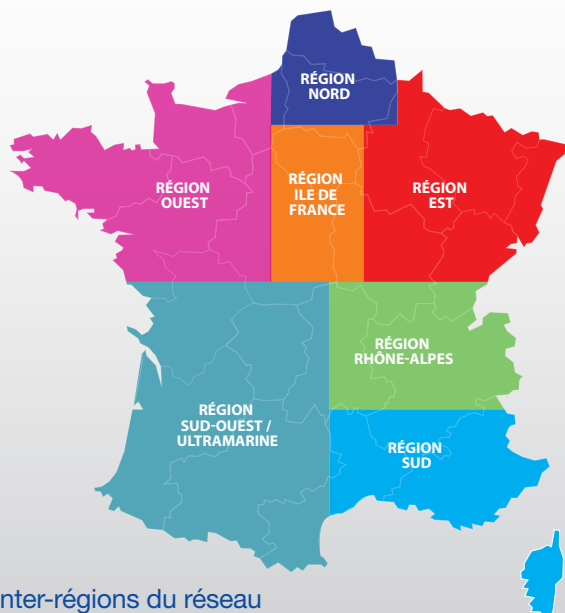 RÉGION
NORD
RÉGION
OUEST
RÉGION
ILE DE
FRANCE
RÉGION
EST
RÉGION
RHÔNE-ALPES
RÉGION
SUD-OUEST /
ULTRAMARINE
RÉGION
SUD
nter-régions du réseau